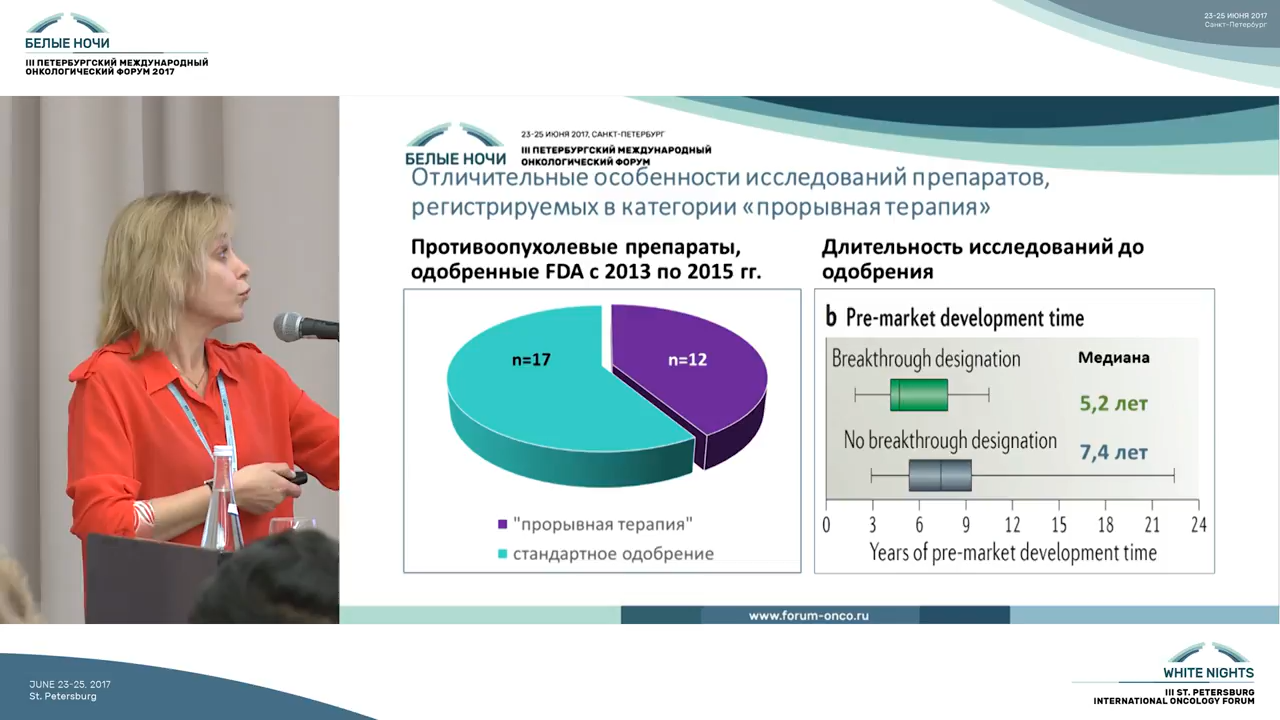 БЕЛЫЕ НОЧИ
III ПЕТЕРБУРГСКИЙ МЕЖДУНАРОДНЫЙ
ОНКОЛОГИЧЕСКИЙ ФОРУМ 2017
23-25 ИЮНЯ 2017
Санкт-Петербург
БЕЛЫЕ НОЧИ
23-25 ИЮНЯ 2017, САНКТ-ПЕТЕРБУРГ
III ПЕТЕРБУРГСКИЙ МЕЖДУНАРОДНЫЙ
ОНКОЛОГИЧЕСКИЙ ФОРУМ
Отличительные особенности исследований препаратов,
регистрируемых в категории «прорывная терапия»
Противоопухолевые препараты,
одобренные FDA с 2013 по 2015 гг.
n=17
n=12
"прорывная терапия"
стандартное одобрение
Длительность исследований до
одобрения
b Pre-market development time
Breakthrough designation
Медиана
5,2 лет
No breakthrough designation
7,4 лет
0 3 6 9 12 15 18 21 24
Years of pre-market development time
www.forum-onco.ru
JUNE 23-25, 2017
St. Petersburg
WHITE NIGHTS
III ST. PETERSBURG
INTERNATIONAL ONCOLOGY FORUM